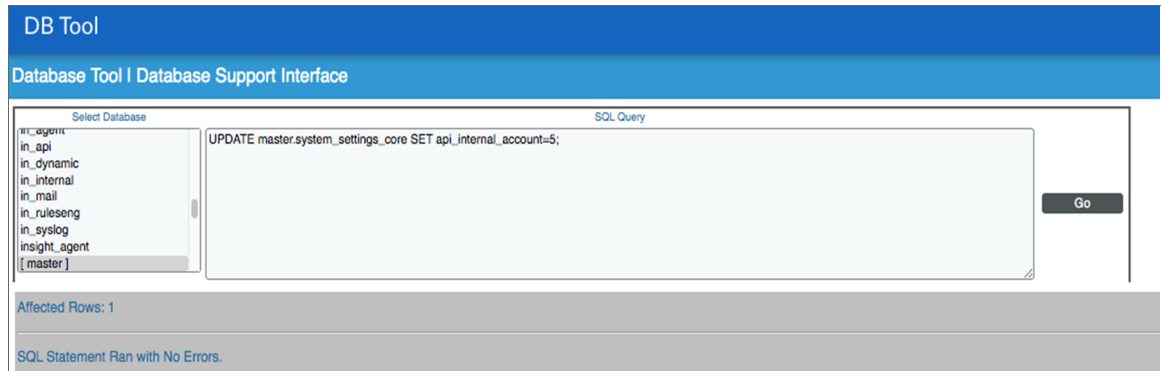 DB Tool
Database Tool | Database Support Interface
Select Database
SQL Query
in_agent
in_api
in_dynamic
in_internal
in_mail
in_ruleseng
in_syslog
insight_agent
[ master ]
UPDATE master.system_settings_core SET api_internal_account=5;
Go
Affected Rows: 1
SQL Statement Ran with No Errors.